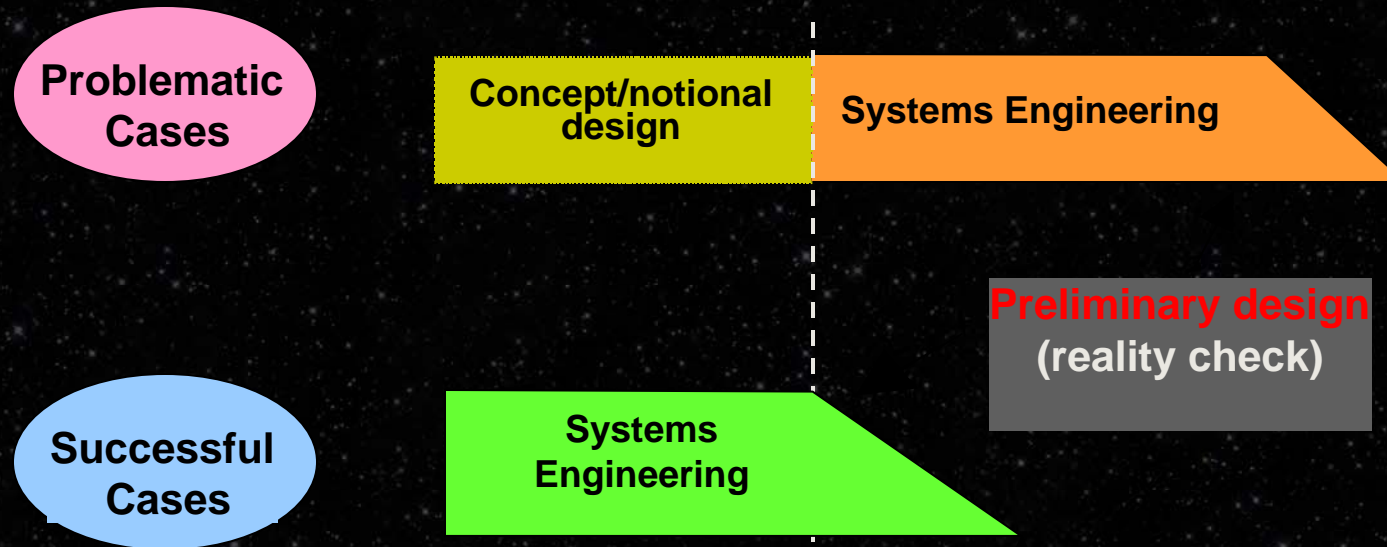 Problematic
Cases
Concept/notional
design
Systems Engineering
Preliminary design
(reality check)
Successful
Cases
Systems
Engineering